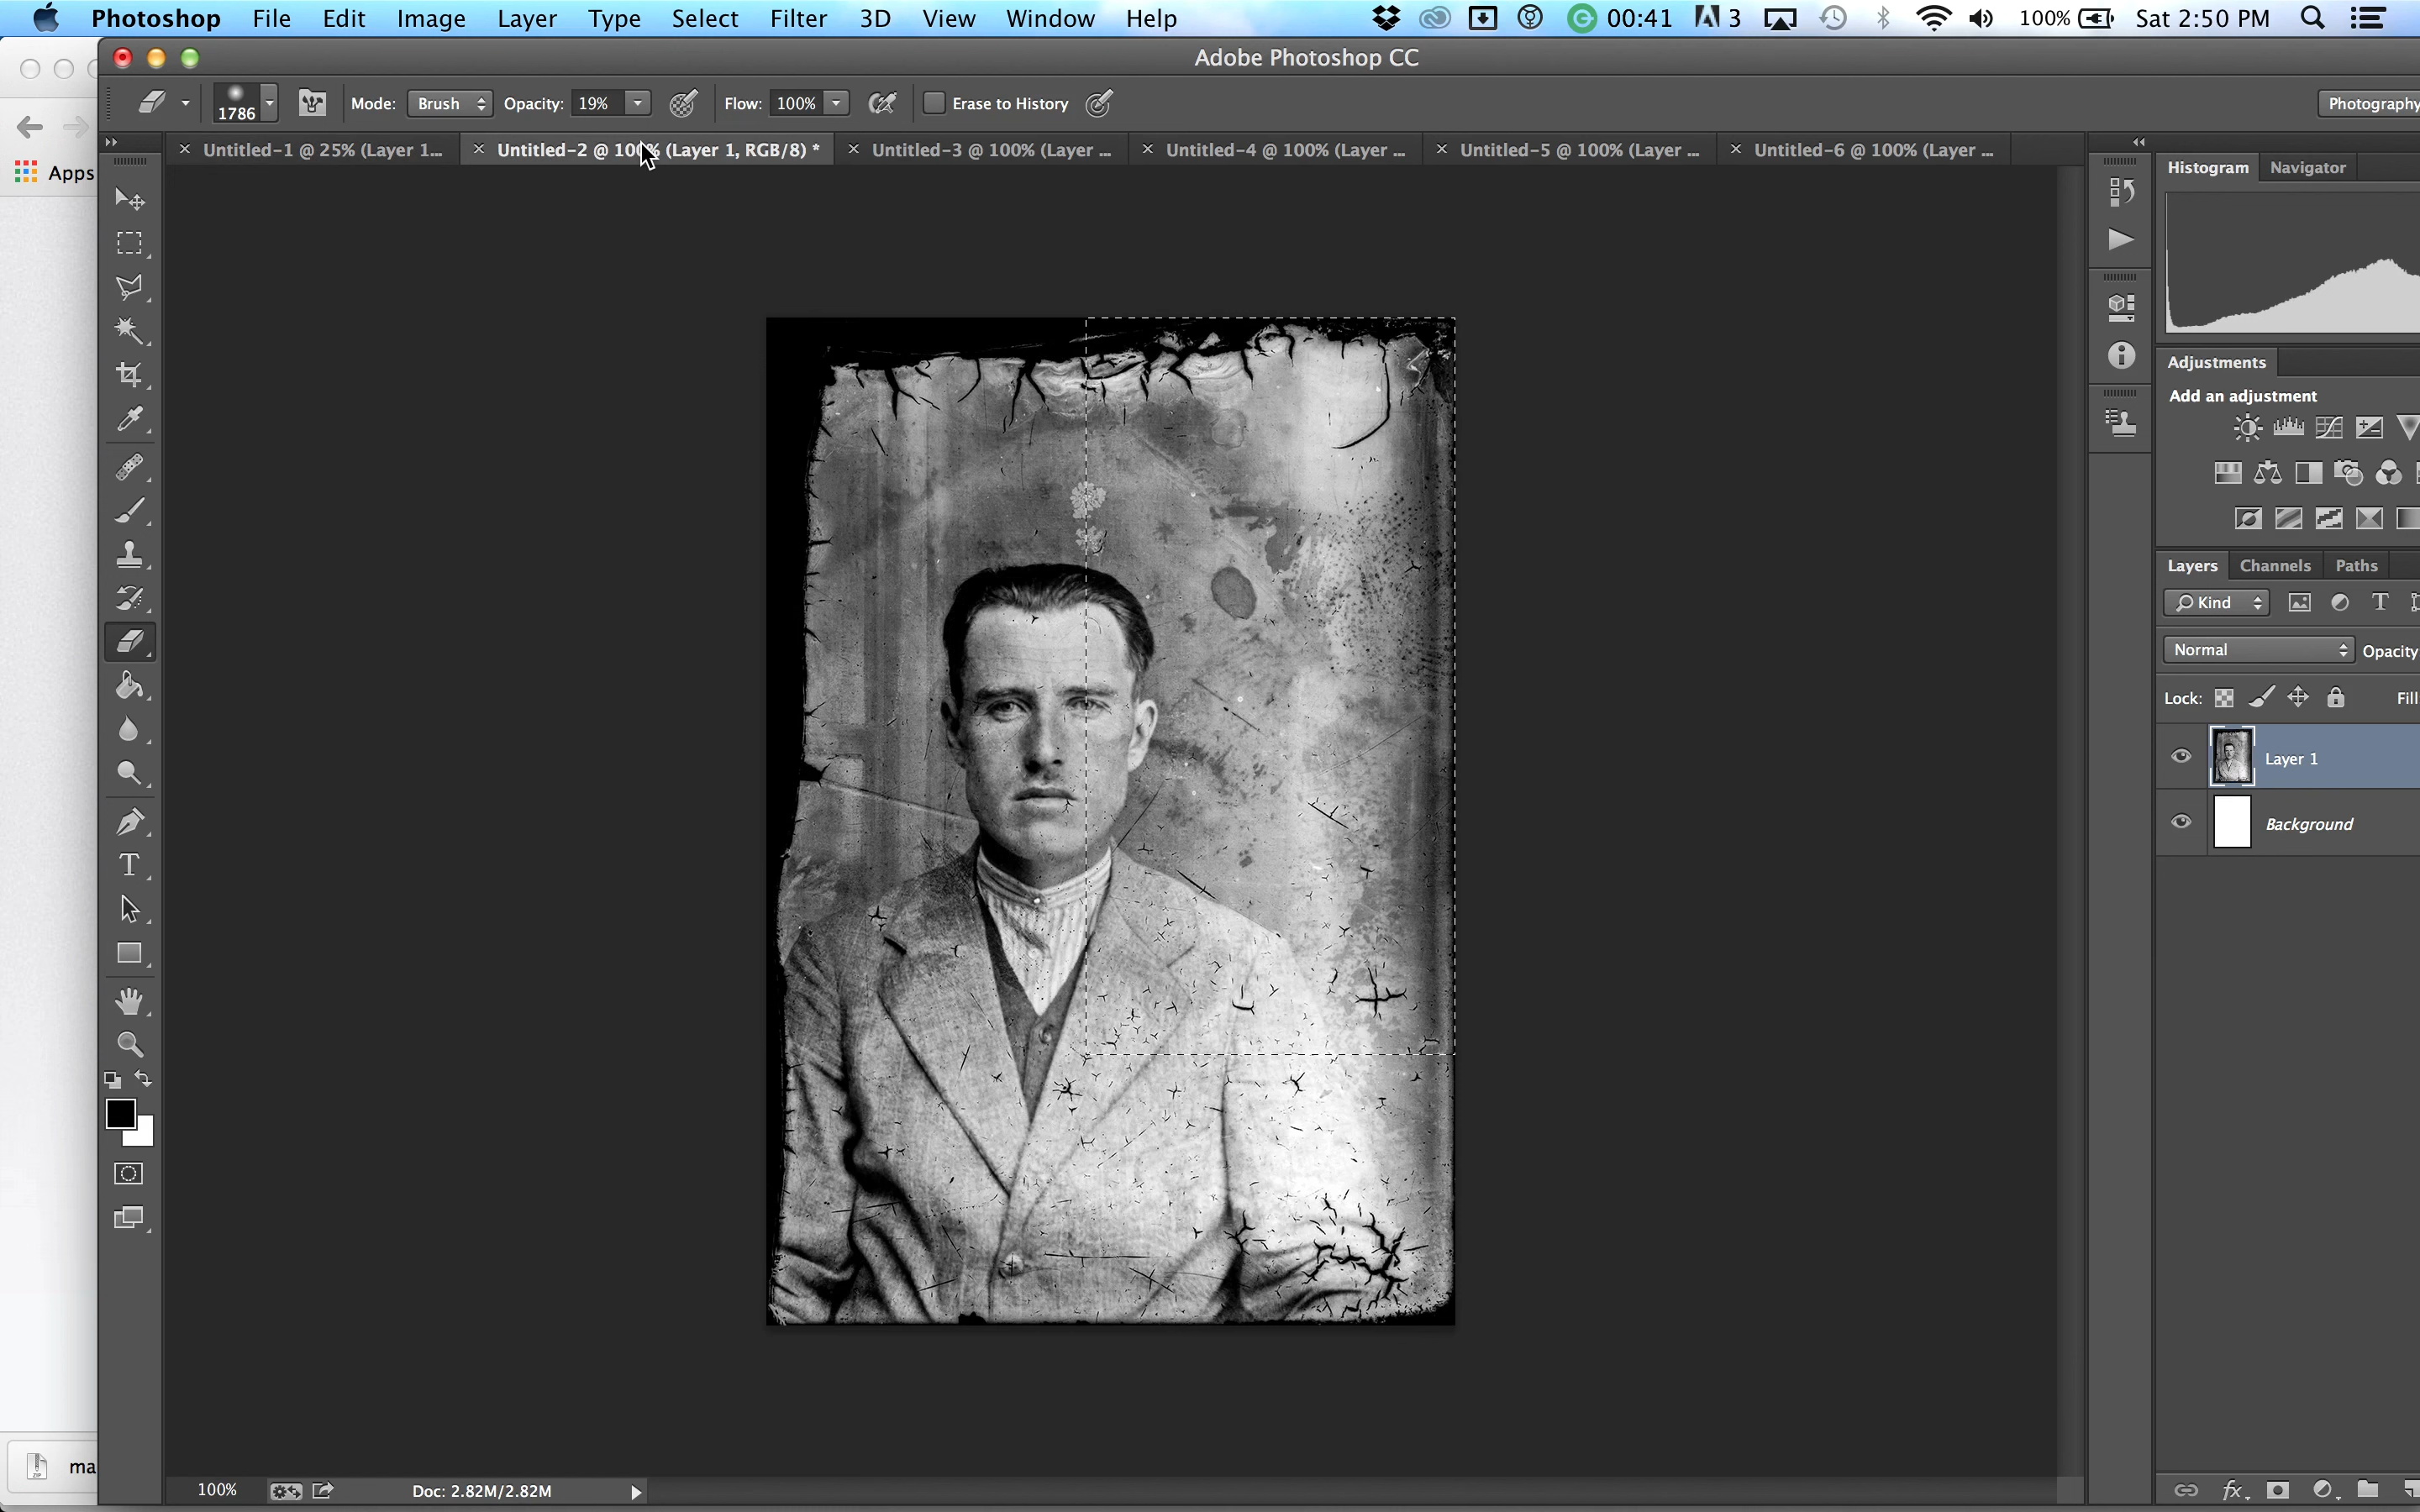 Photoshop File Edit Image Layer Type Select Filter 3D View Window Help 00:41 3 100% Sat 2:50 PM
Adobe Photoshop CC
1786 Mode: Brush Opacity: 19% Flow: 100% Erase to History Photography
Untitled-1 @ 25% (Layer 1... Untitled-2 @ 100% (Layer 1, RGB/8) * Untitled-3 @ 100% (Layer ... Untitled-4 @ 100% (Layer ... Untitled-5 @ 100% (Layer ... Untitled-6 @ 100% (Layer ...
Apps
Histogram Navigator
Adjustments
Add an adjustment
Layers Channels Paths
Kind
Normal Opacity
Lock: Fill
Layer 1
Background
ZIP ma
100% Doc: 2.82M/2.82M